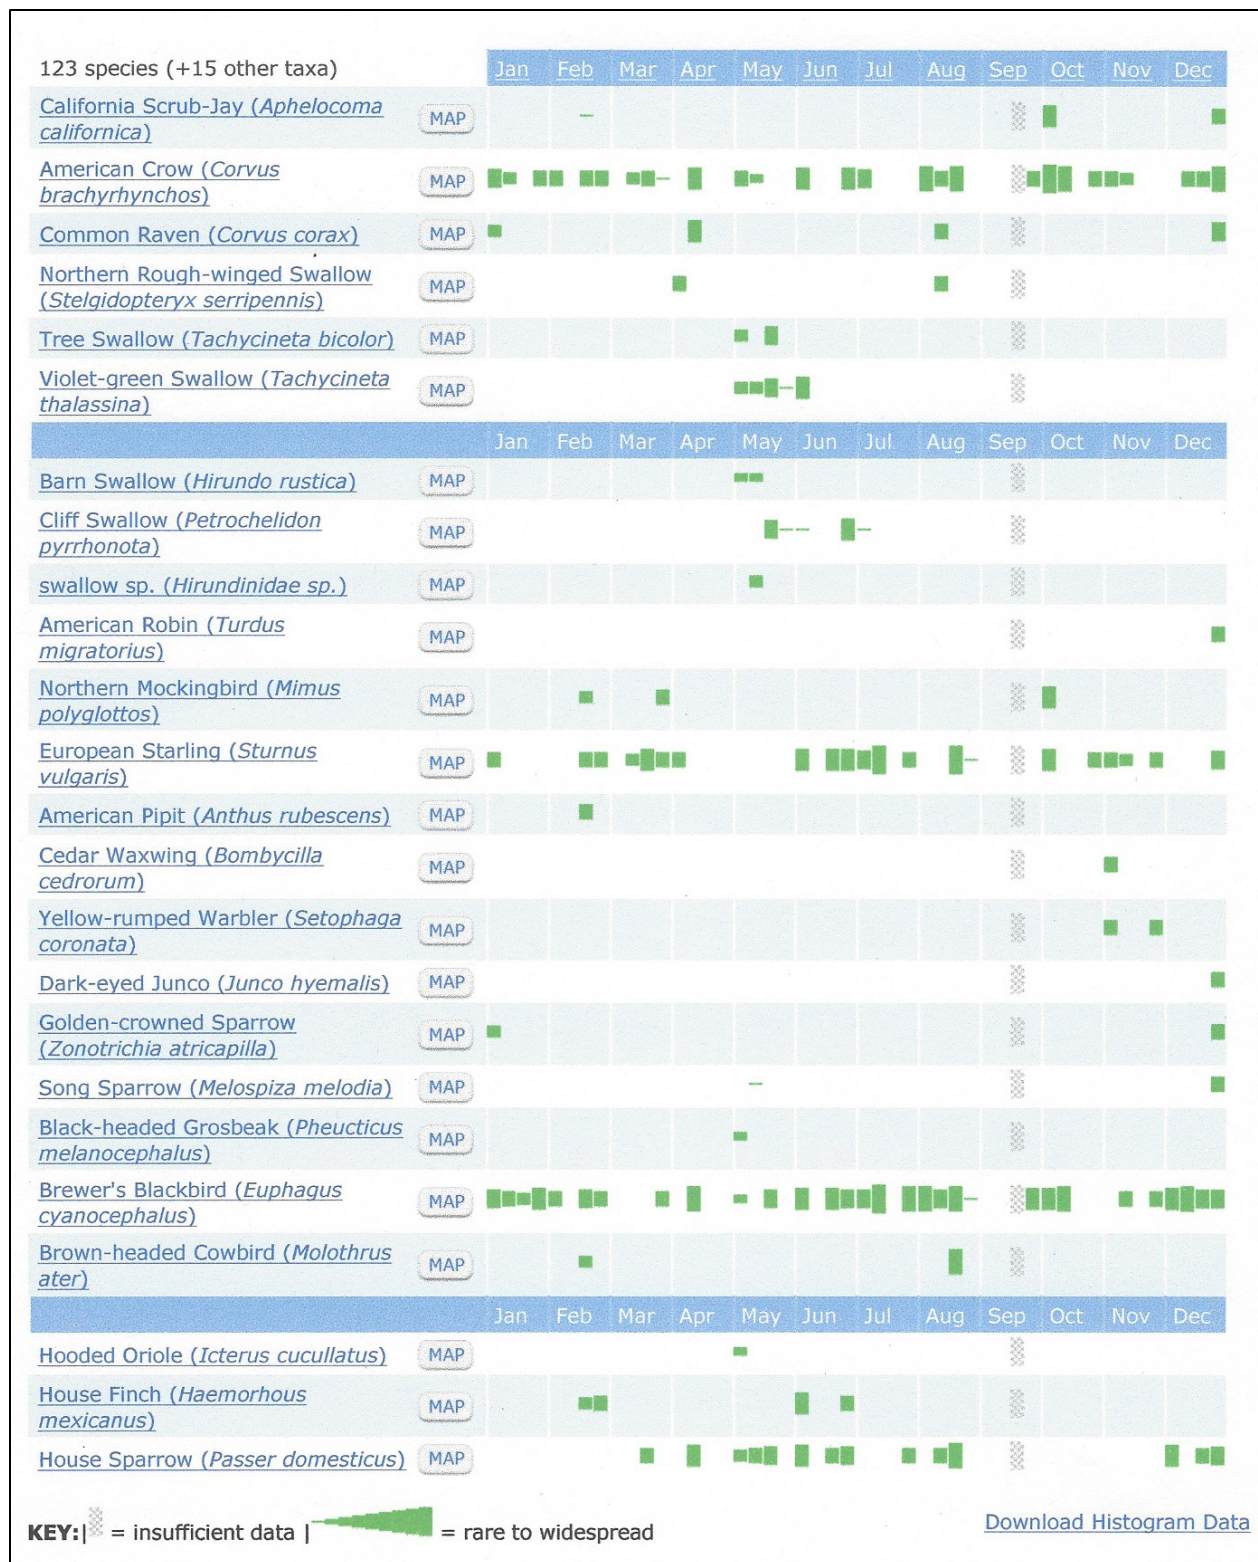 123 species (+15 other taxa) Jan Feb Mar Apr May Jun Jul Aug Sep Oct Nov Dec
California Scrub-Jay (Aphelocoma
californica) MAP
American Crow (Corvus
brachyrhynchos) MAP
Common Raven (Corvus corax) MAP
Northern Rough-winged Swallow
(Stelgidopteryx serripennis) MAP
Tree Swallow (Tachycineta bicolor) MAP
Violet-green Swallow (Tachycineta
thalassina) MAP
Jan Feb Mar Apr May Jun Jul Aug Sep Oct Nov Dec
Barn Swallow (Hirundo rustica) MAP
Cliff Swallow (Petrochelidon
pyrrhonota) MAP
swallow sp. (Hirundinidae sp.) MAP
American Robin (Turdus
migratorius) MAP
Northern Mockingbird (Mimus
polyglottos) MAP
European Starling (Sturnus
vulgaris) MAP
American Pipit (Anthus rubescens) MAP
Cedar Waxwing (Bombycilla
cedrorum) MAP
Yellow-rumped Warbler (Setophaga
coronata) MAP
Dark-eyed Junco (Junco hyemalis) MAP
Golden-crowned Sparrow
(Zonotrichia atricapilla) MAP
Song Sparrow (Melospiza melodia) MAP
Black-headed Grosbeak (Pheucticus
melanocephalus) MAP
Brewer's Blackbird (Euphagus
cyanocephalus) MAP
Brown-headed Cowbird (Molothrus
ater) MAP
Jan Feb Mar Apr May Jun Jul Aug Sep Oct Nov Dec
Hooded Oriole (Icterus cucullatus) MAP
House Finch (Haemorhous
mexicanus) MAP
House Sparrow (Passer domesticus) MAP
KEY:| = insufficient data | = rare to widespread Download Histogram Data